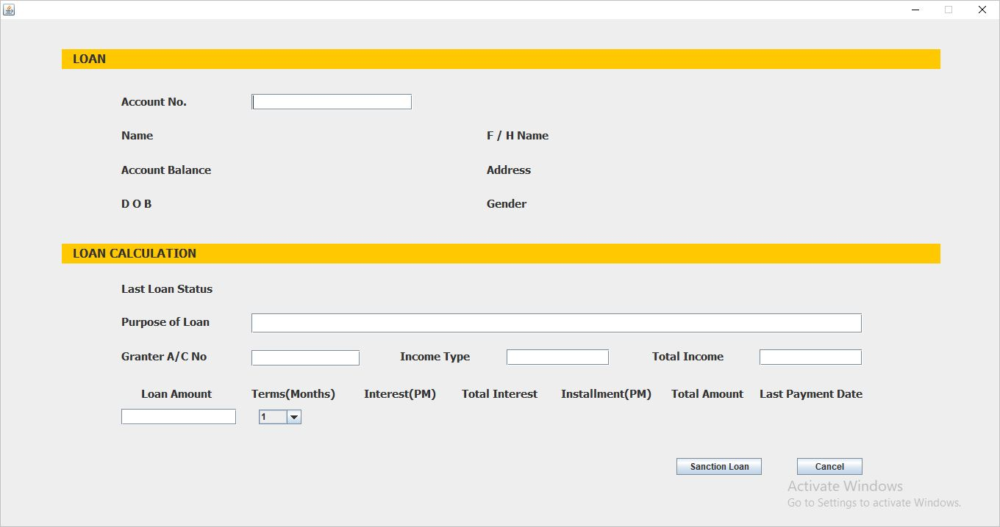 LOAN
Account No.
Name F / H Name
Account Balance Address
D O B Gender
LOAN CALCULATION
Last Loan Status
Purpose of Loan
Granter A/C No Income Type Total Income
Loan Amount Terms(Months) Interest(PM) Total Interest Installment(PM) Total Amount Last Payment Date
1
Sanction Loan Cancel
Activate Windows
Go to Settings to activate Windows.